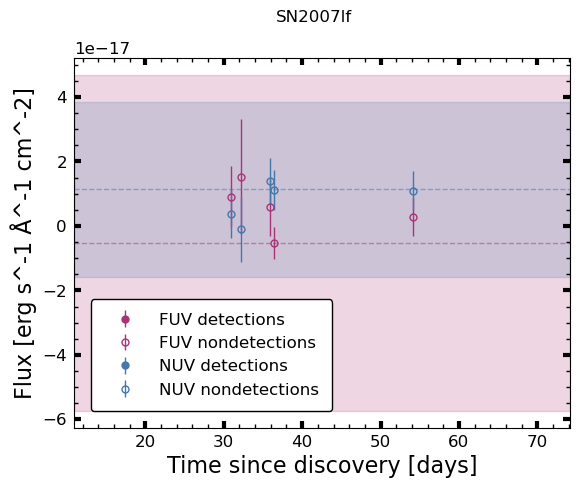 SN2007lf
1e−17
Flux [erg s^-1 Å^-1 cm^-2]
4
2
0
−2
−4
−6
FUV detections
FUV nondetections
NUV detections
NUV nondetections
20 30 40 50 60 70
Time since discovery [days]